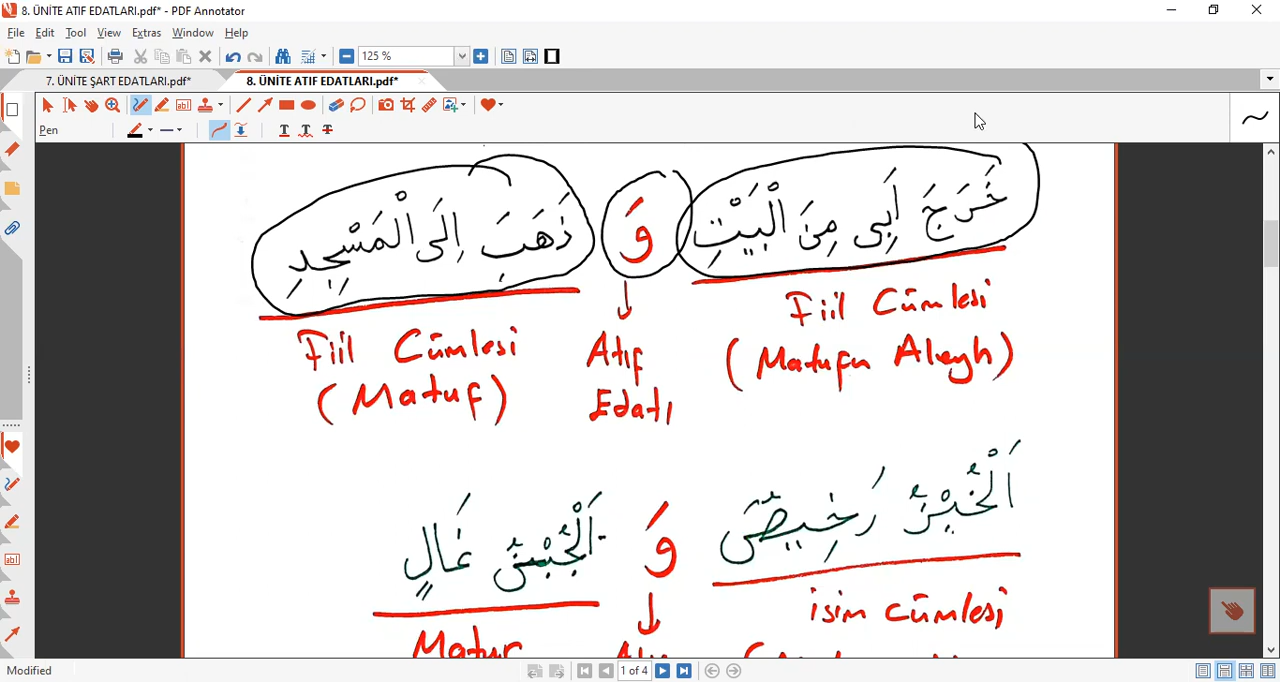 8. ÜNİTE ATIF EDATLARI.pdf* - PDF Annotator
File Edit Tool View Extras Window Help
125 %
7. ÜNİTE ŞART EDATLARI.pdf* 8. ÜNİTE ATIF EDATLARI.pdf*
Pen
خَرَجَ أَبِى مِنَ الْبَيْتِ وَ ذَهَبَ اِلَى الْمَسْجِدِ
Fiil Cümlesi Atıf Fiil Cümlesi
(Matufun Aleyh) Edatı (Matuf)
اَلْخُبْزُ رَخِيصٌ وَ اَلْجُبْنُ غَالٍ
isim cümlesi
Matuf
Modified 1 of 4